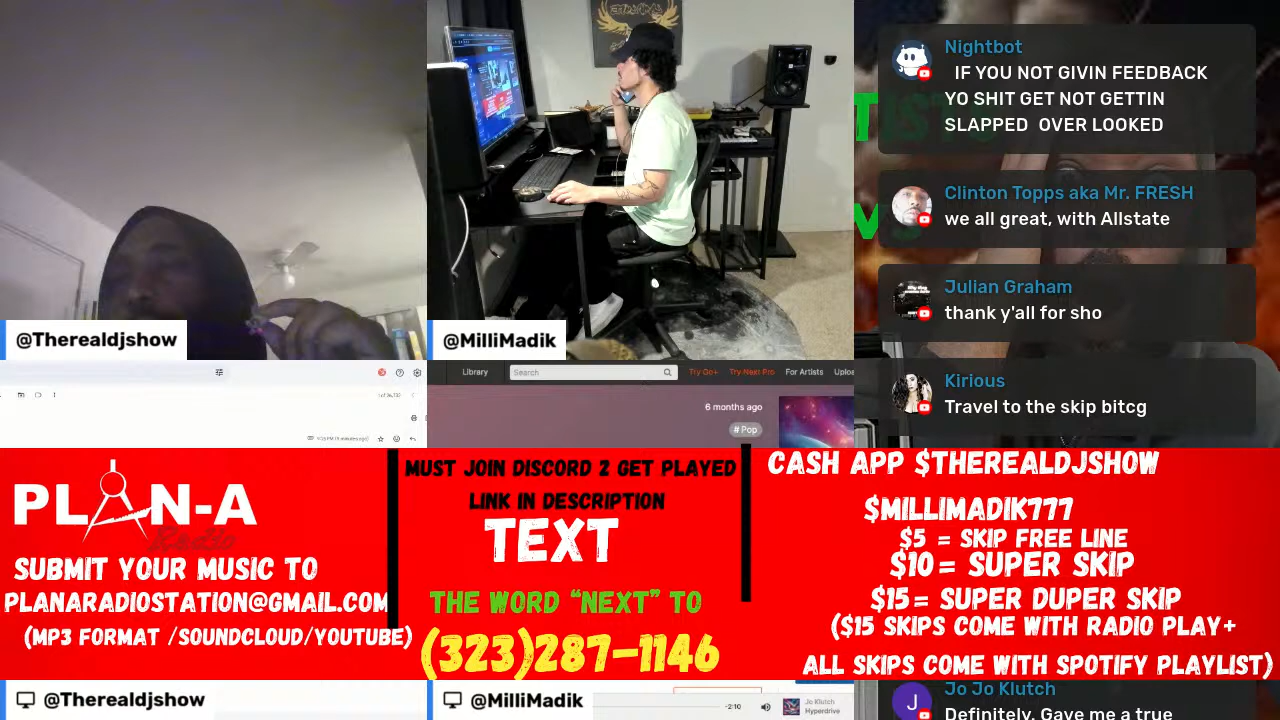 @Therealdjshow
@MilliMadik
Nightbot
IF YOU NOT GIVIN FEEDBACK
YO SHIT GET NOT GETTIN
SLAPPED OVER LOOKED
Clinton Topps aka Mr. FRESH
we all great, with Allstate
Julian Graham
thank y'all for sho
Kirious
Travel to the skip bitcg
Library
Search
Try Go+
Try Next Pro
For Artists
6 months ago
# Pop
PLAN-A
Radio
SUBMIT YOUR MUSIC TO
PLANARADIOSTATION@GMAIL.COM
(MP3 FORMAT /SOUNDCLOUD/YOUTUBE)
MUST JOIN DISCORD 2 GET PLAYED
LINK IN DESCRIPTION
TEXT
THE WORD "NEXT" TO
(323)287-1146
CASH APP $THEREALDJSHOW
$MILLIMADIK777
$5 = SKIP FREE LINE
$10 = SUPER SKIP
$15 = SUPER DUPER SKIP
($15 SKIPS COME WITH RADIO PLAY+
ALL SKIPS COME WITH SPOTIFY PLAYLIST)
@Therealdjshow
@MilliMadik
-2:10
Jo Klutch
Hyperdrive
J
Jo Jo Klutch
Definitely. Gave me a true